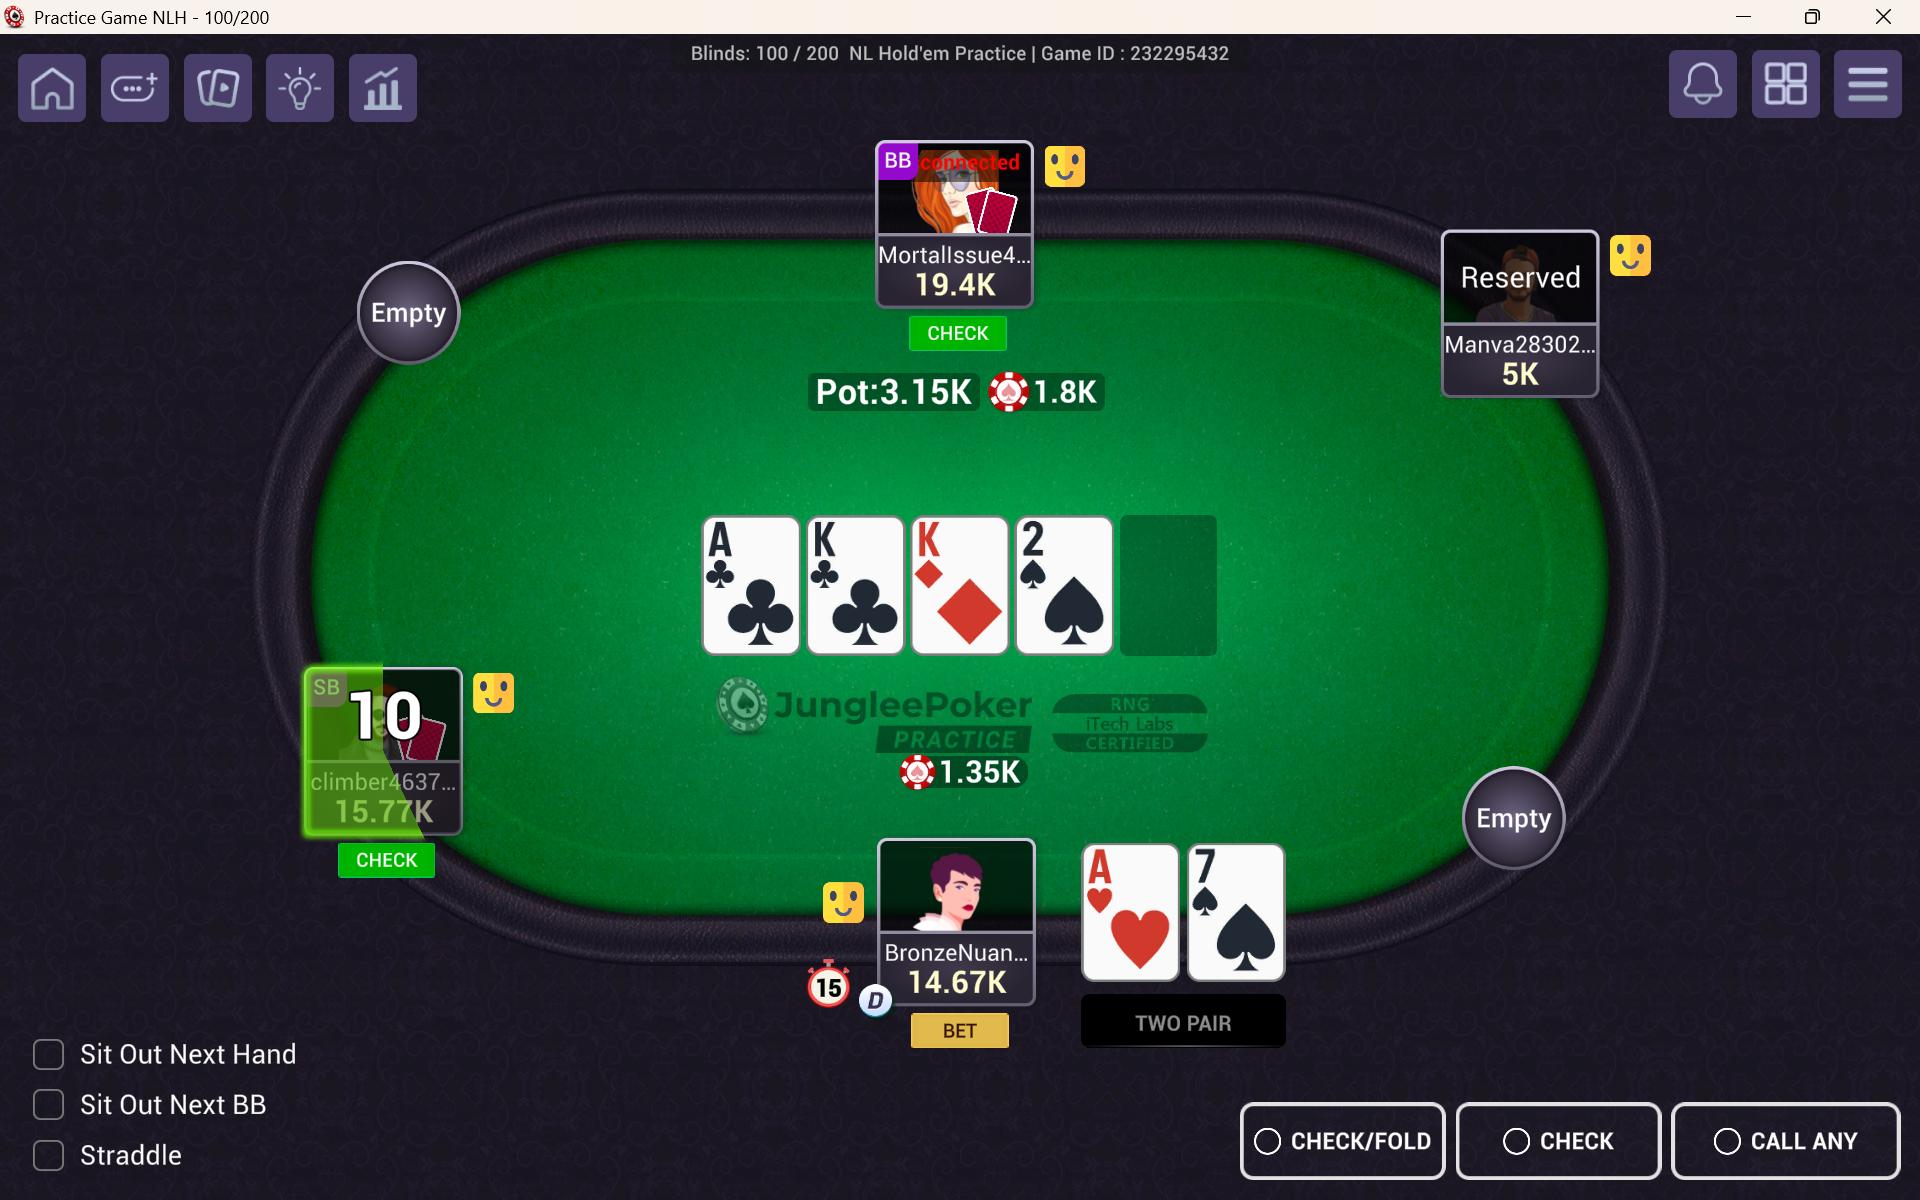 Practice Game NLH - 100/200
Blinds: 100 / 200 NL Hold'em Practice | Game ID : 232295432
BB connected
MortalIssue4...
19.4K
CHECK
Reserved
Manva28302...
5K
Empty
Pot:3.15K 1.8K
A K K 2
JungleePoker
PRACTICE
RNG
iTech Labs
CERTIFIED
1.35K
SB 10
climber4637...
15.77K
CHECK
Empty
A 7
BronzeNuan...
14.67K
15 D
BET
TWO PAIR
Sit Out Next Hand
Sit Out Next BB
Straddle
CHECK/FOLD
CHECK
CALL ANY